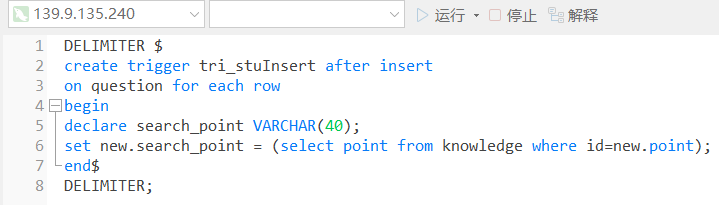 139.9.135.240 运行 停止 解释
1 DELIMITER $
2 create trigger tri_stuInsert after insert
3 on question for each row
4 begin
5 declare search_point VARCHAR(40);
6 set new.search_point = (select point from knowledge where id=new.point);
7 end$
8 DELIMITER;